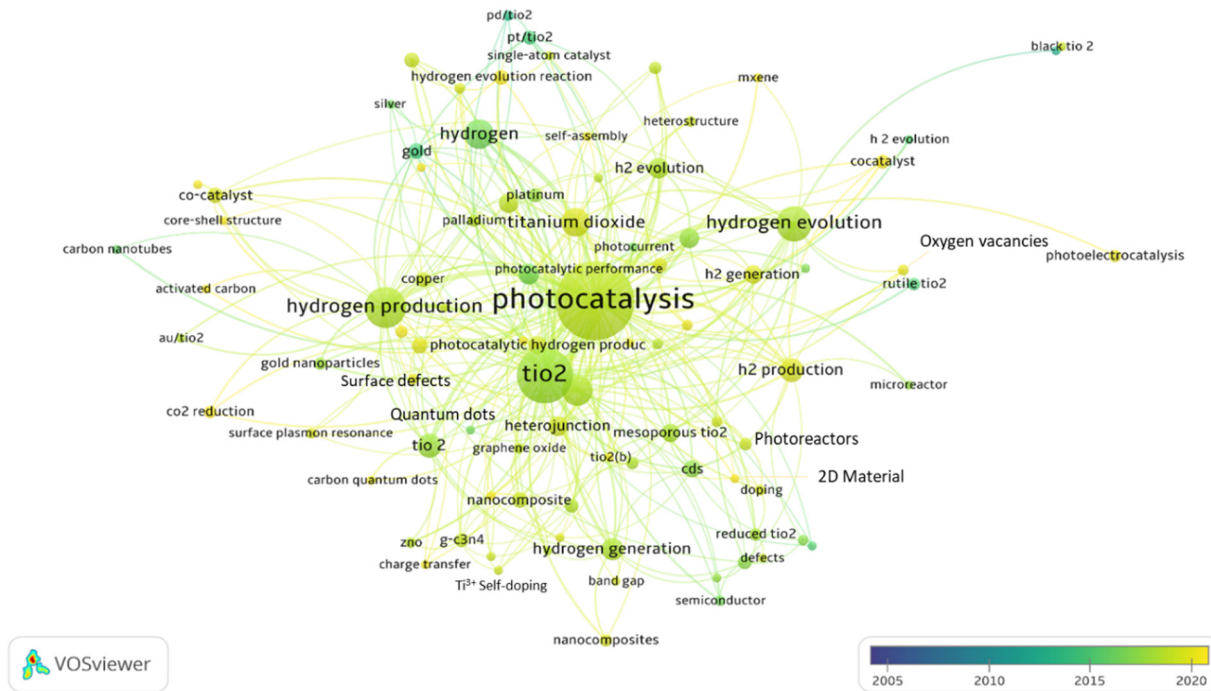 pd/tio2
pt/tio2
black tio 2
single-atom catalyst
hydrogen evolution reaction
mxene
silver
heterostructure
hydrogen
self-assembly
h 2 evolution
gold
cocatalyst
h2 evolution
co-catalyst
platinum
core-shell structure
palladium
titanium dioxide
hydrogen evolution
Oxygen vacancies
carbon nanotubes
photocurrent
photoelectrocatalysis
photocatalytic performance
h2 generation
copper
rutile tio2
activated carbon
hydrogen production
photocatalysis
au/tio2
photocatalytic hydrogen produc
gold nanoparticles
tio2
h2 production
Surface defects
microreactor
co2 reduction
Quantum dots
heterojunction
surface plasmon resonance
mesoporous tio2
Photoreactors
tio 2
graphene oxide
tio2(b)
cds
2D Material
carbon quantum dots
doping
nanocomposite
reduced tio2
zno
g-c3n4
hydrogen generation
defects
charge transfer
Ti³⁺ Self-doping
band gap
semiconductor
nanocomposites
VOSviewer
2005
2010
2015
2020